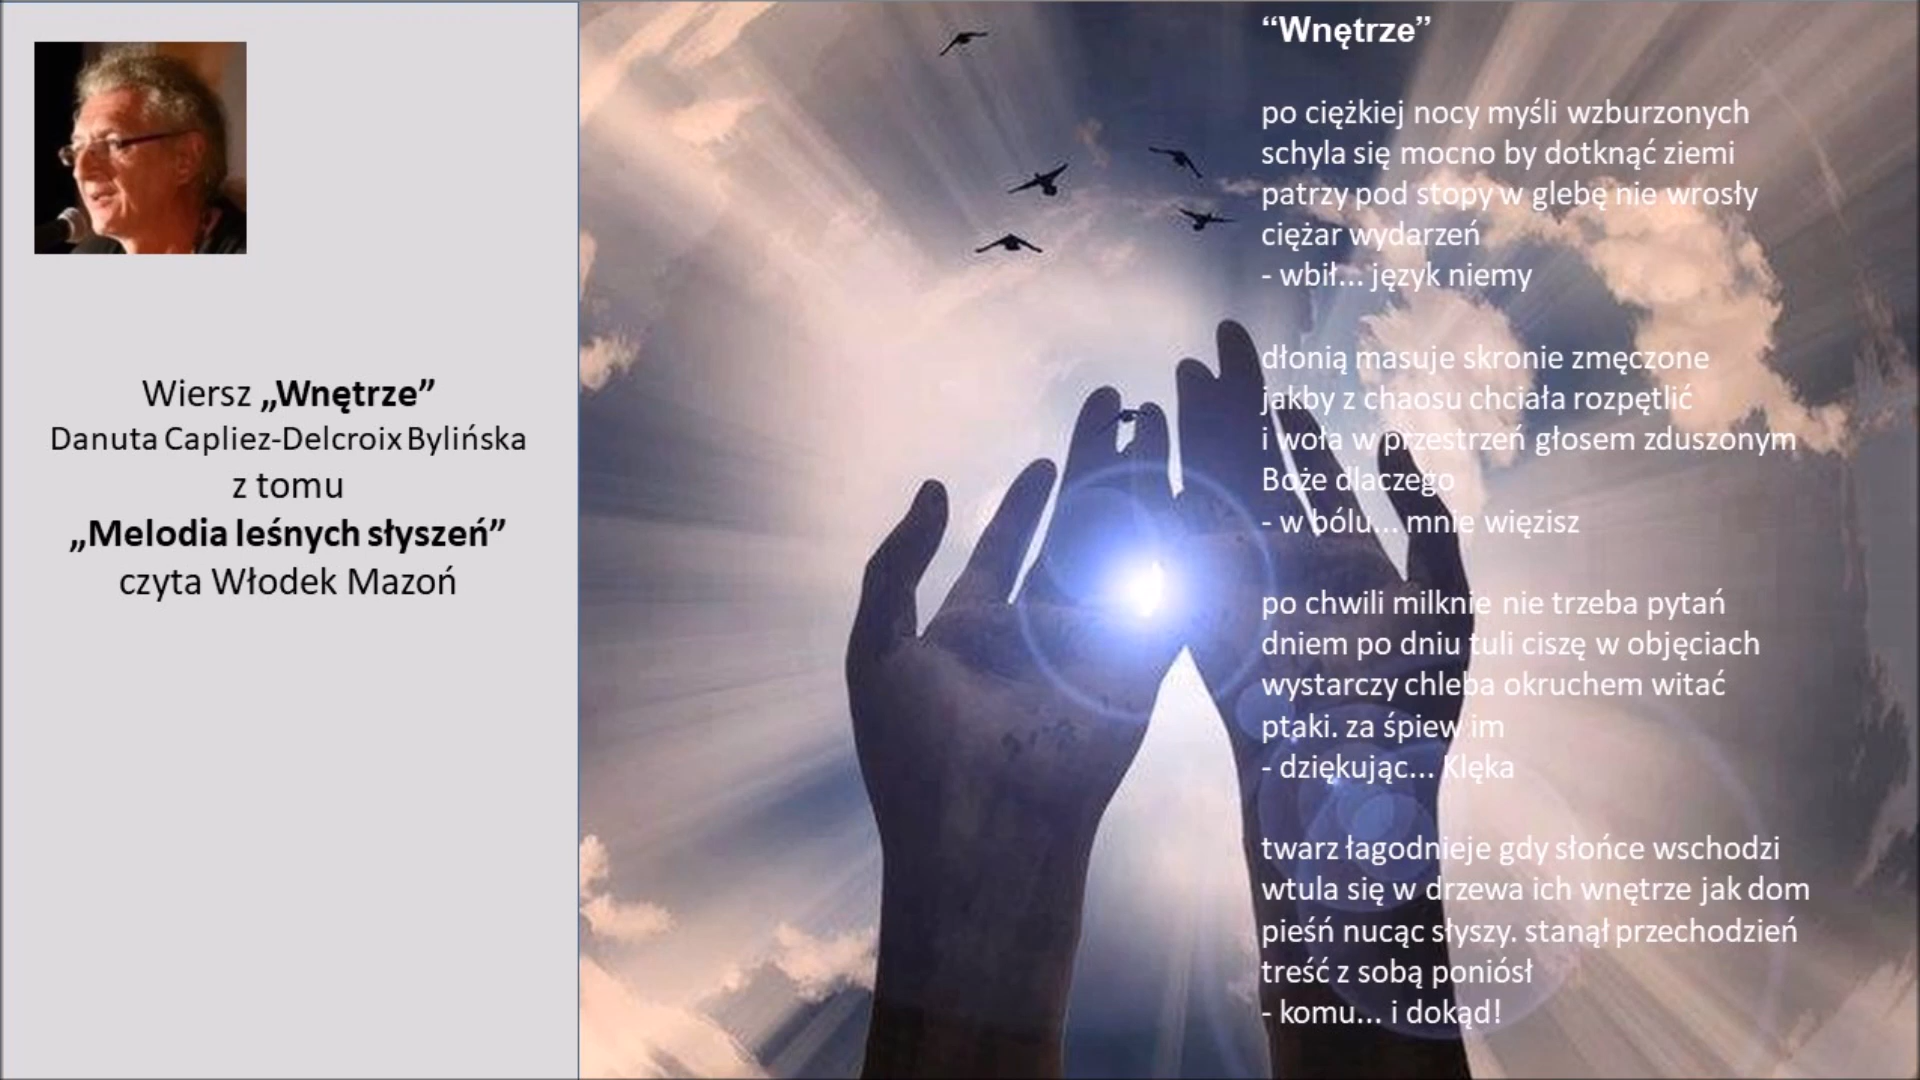 Wiersz „Wnętrze”
Danuta Capliez-Delcroix Bylińska
z tomu
„Melodia leśnych słyszeń”
czyta Włodek Mazoń
“Wnętrze”
po ciężkiej nocy myśli wzburzonych
schyla się mocno by dotknąć ziemi
patrzy pod stopy w glebę nie wrosły
ciężar wydarzeń
- wbił... język niemy
dłonią masuje skronie zmęczone
jakby z chaosu chciała rozpętlić
i woła w przestrzeń głosem zduszonym
Boże dlaczego
- w bólu... mnie więzisz
po chwili milknie nie trzeba pytań
dniem po dniu tuli ciszę w objęciach
wystarczy chleba okruchem witać
ptaki. za śpiew im
- dziękując... Klęka
twarz łagodnieje gdy słońce wschodzi
wtula się w drzewa ich wnętrze jak dom
pieśń nucąc słyszy. stanął przechodzień
treść z sobą poniósł
- komu... i dokąd!